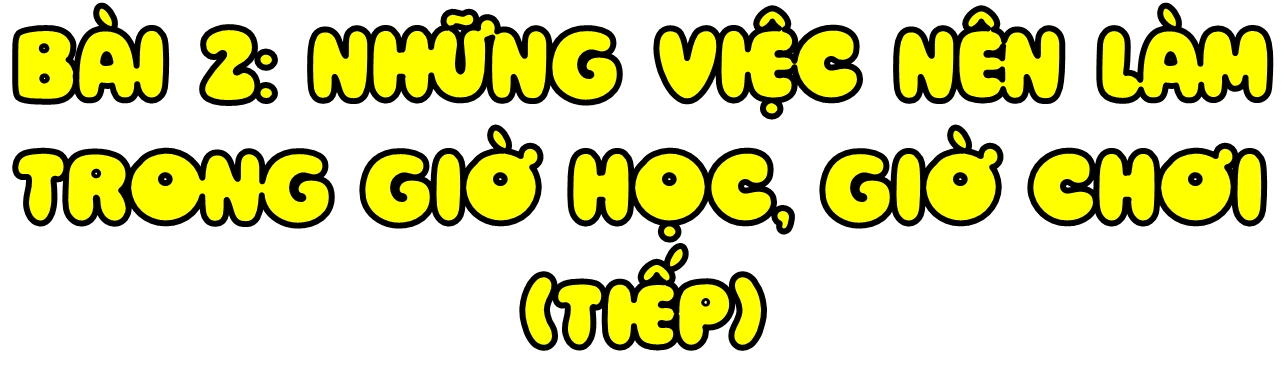 BÀI 2: NHỮNG VIỆC NÊN LÀM
TRONG GIỜ HỌC, GIỜ CHƠI
(TIẾP)